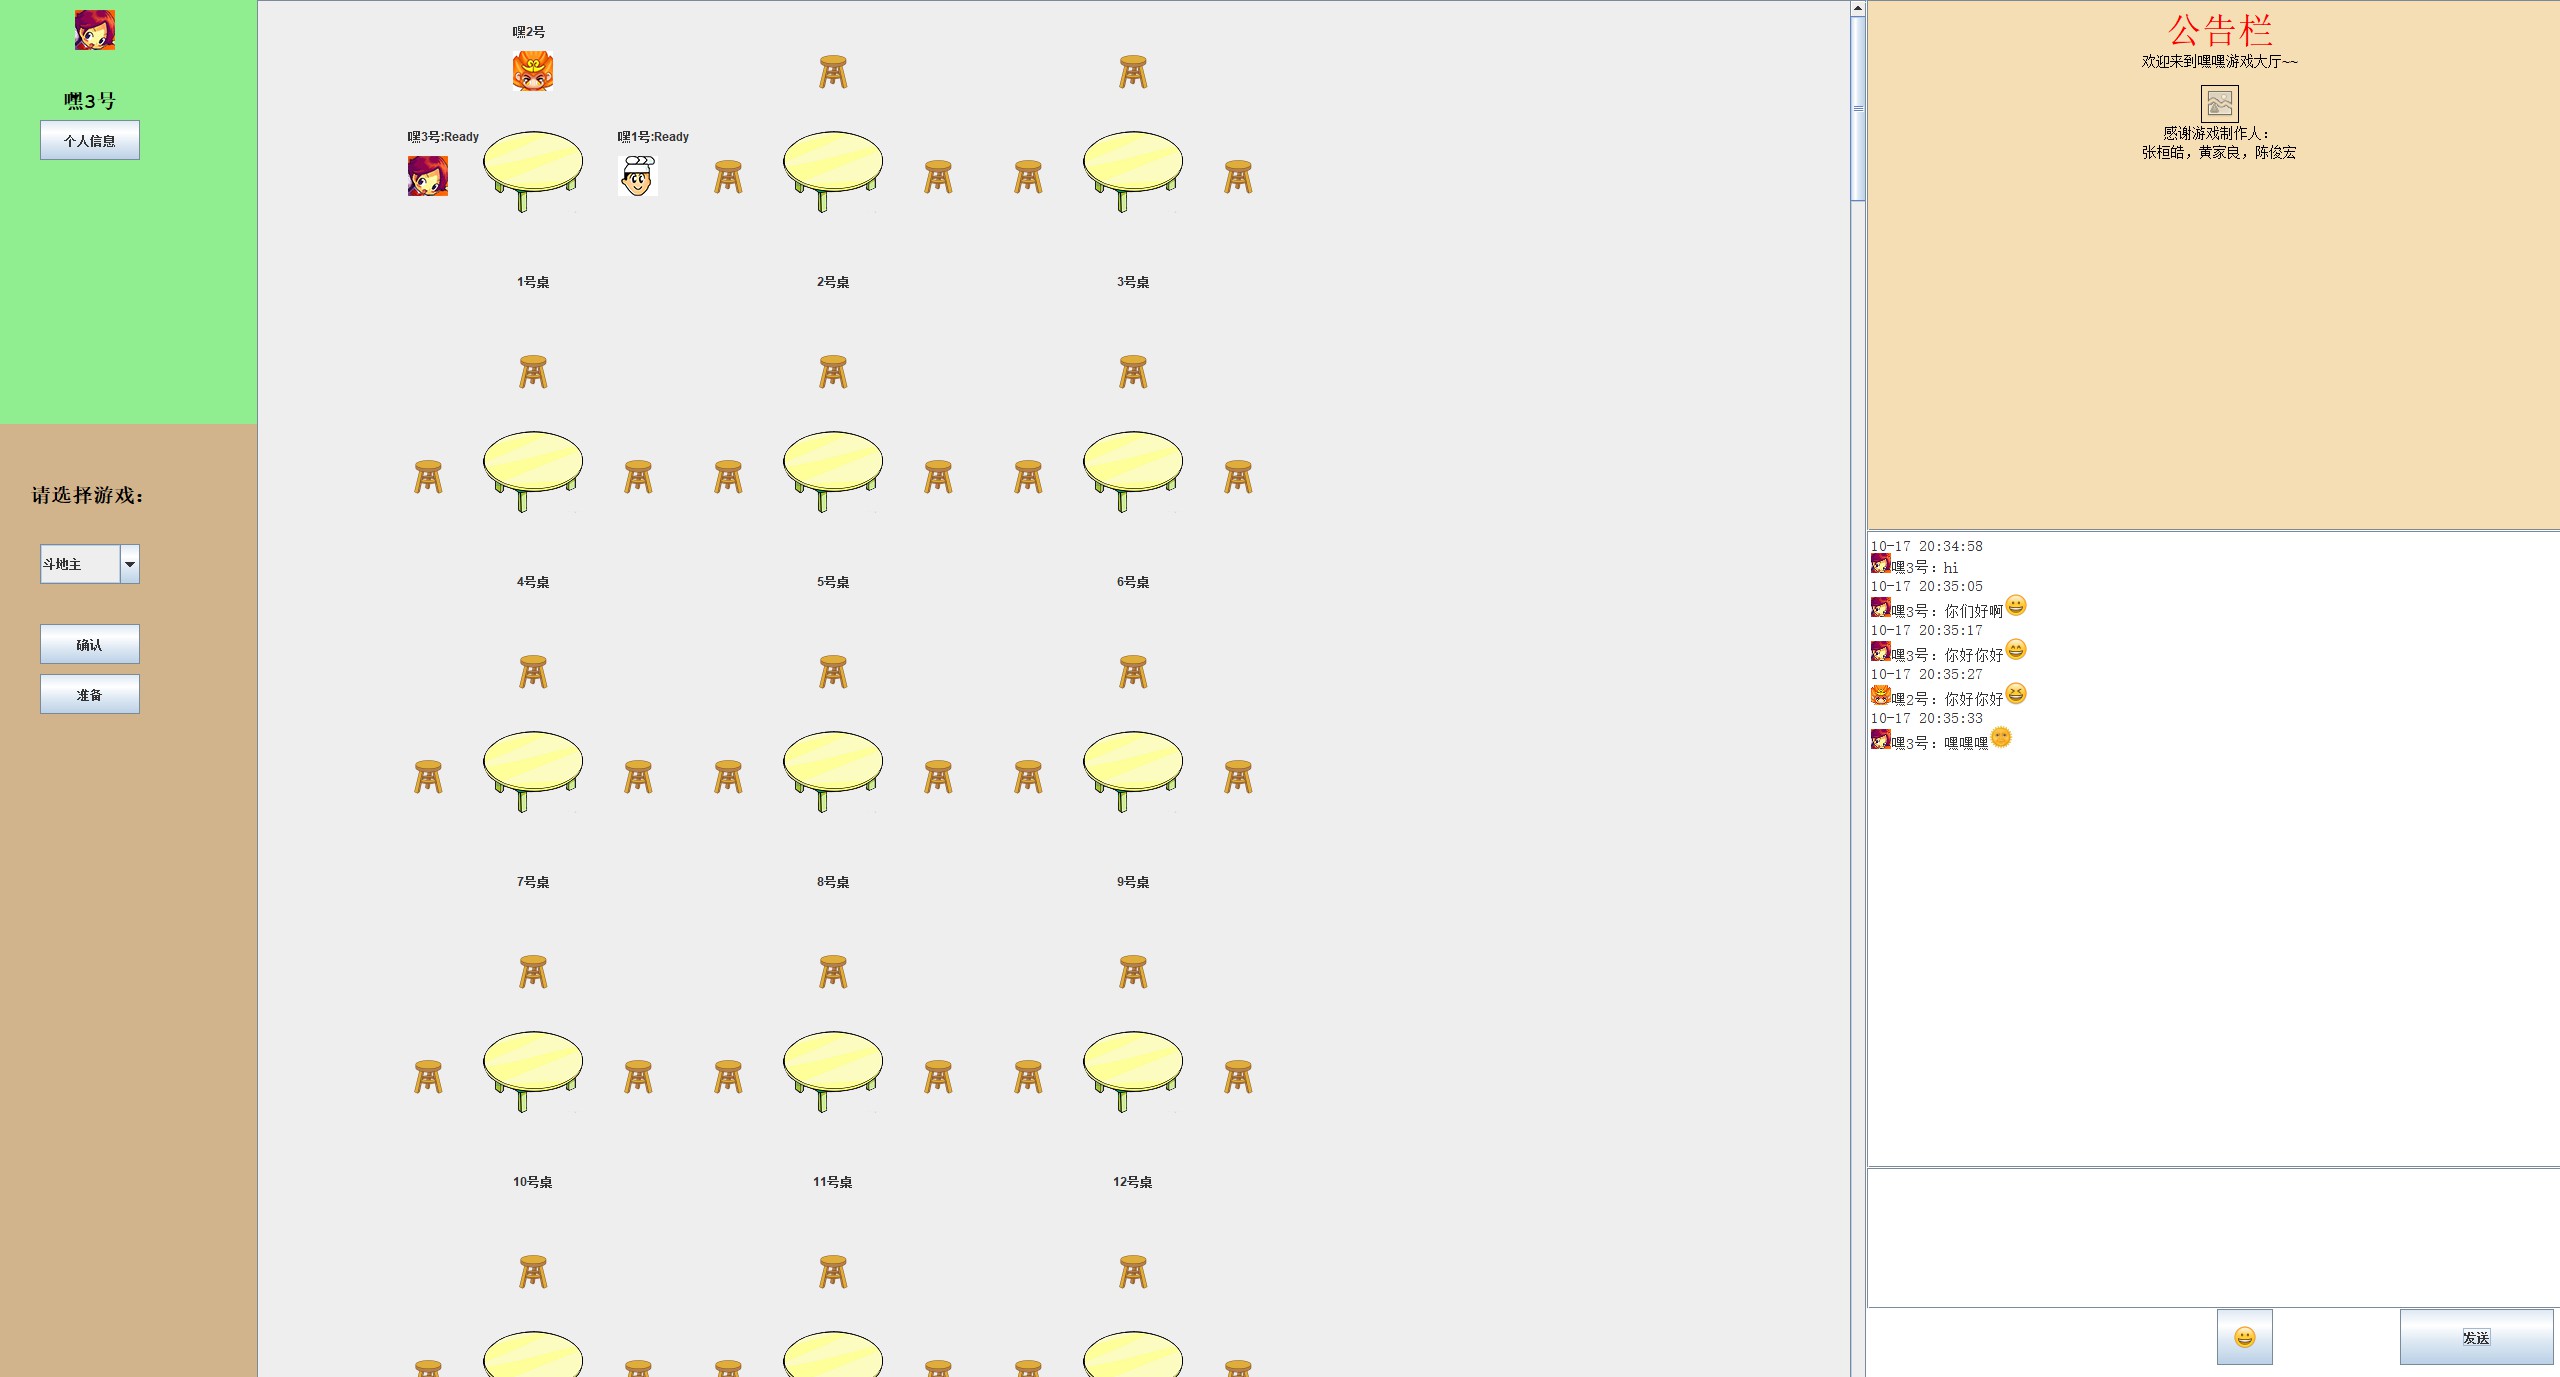 嘿3号
个人信息
请选择游戏：
斗地主
确认
准备
嘿2号
嘿3号:Ready
嘿1号:Ready
1号桌
2号桌
3号桌
4号桌
5号桌
6号桌
7号桌
8号桌
9号桌
10号桌
11号桌
12号桌
公告栏
欢迎来到嘿嘿游戏大厅~~
感谢游戏制作人：
张桓皓，黄家良，陈俊宏
10-17 20:34:58
嘿3号：hi
10-17 20:35:05
嘿3号：你们好啊😀
10-17 20:35:17
嘿3号：你好你好😄
10-17 20:35:27
嘿2号：你好你好😆
10-17 20:35:33
嘿3号：嘿嘿嘿🌞
😀
发送